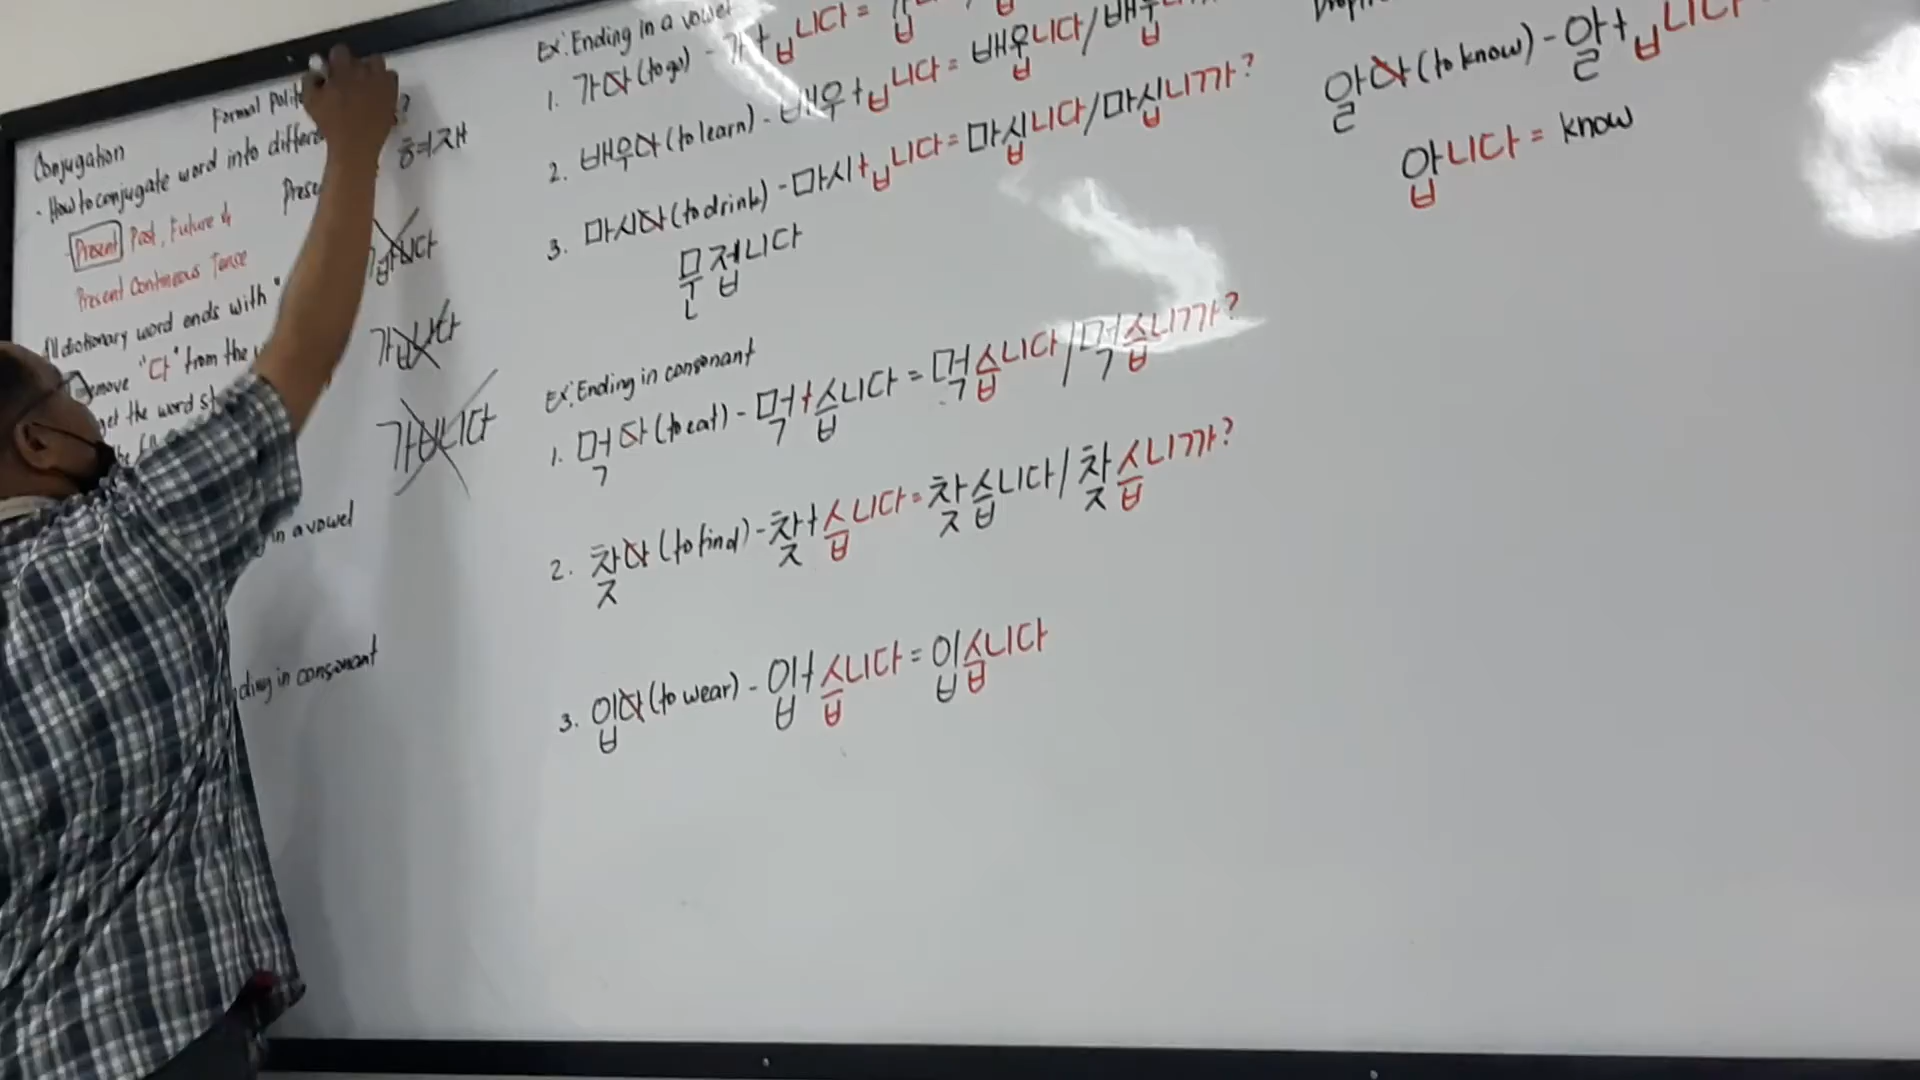 Formal Polite
Conjugation
- How to conjugate word into different
혀재
- Present Past, Future &
Present Continuous Tense
All dictionary word ends with "
Remove "다" from the
get the word st
in a vowel
ding in consonant
갑니다
갑니다
가ㅂ니다
Ex: Ending in a vowel
1. 가다 (to go) - 가 + ㅂ니다 =
2. 배우다 (to learn) - 배우 + ㅂ니다 = 배웁니다 / 배웁
3. 마시다 (to drink) - 마시 + ㅂ니다 = 마십니다 / 마십니까?
문접니다
Ex: Ending in consonant
1. 먹다 (to eat) - 먹 + 습니다 = 먹습니다 / 먹습니까?
2. 찾다 (to find) - 찾 + 습니다 = 찾습니다 / 찾습니까?
3. 입다 (to wear) - 입 + 습니다 = 입습니다
알다 (to know) - 알 + ㅂ니다
압니다 = know